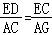 ED/AC = EC/AG